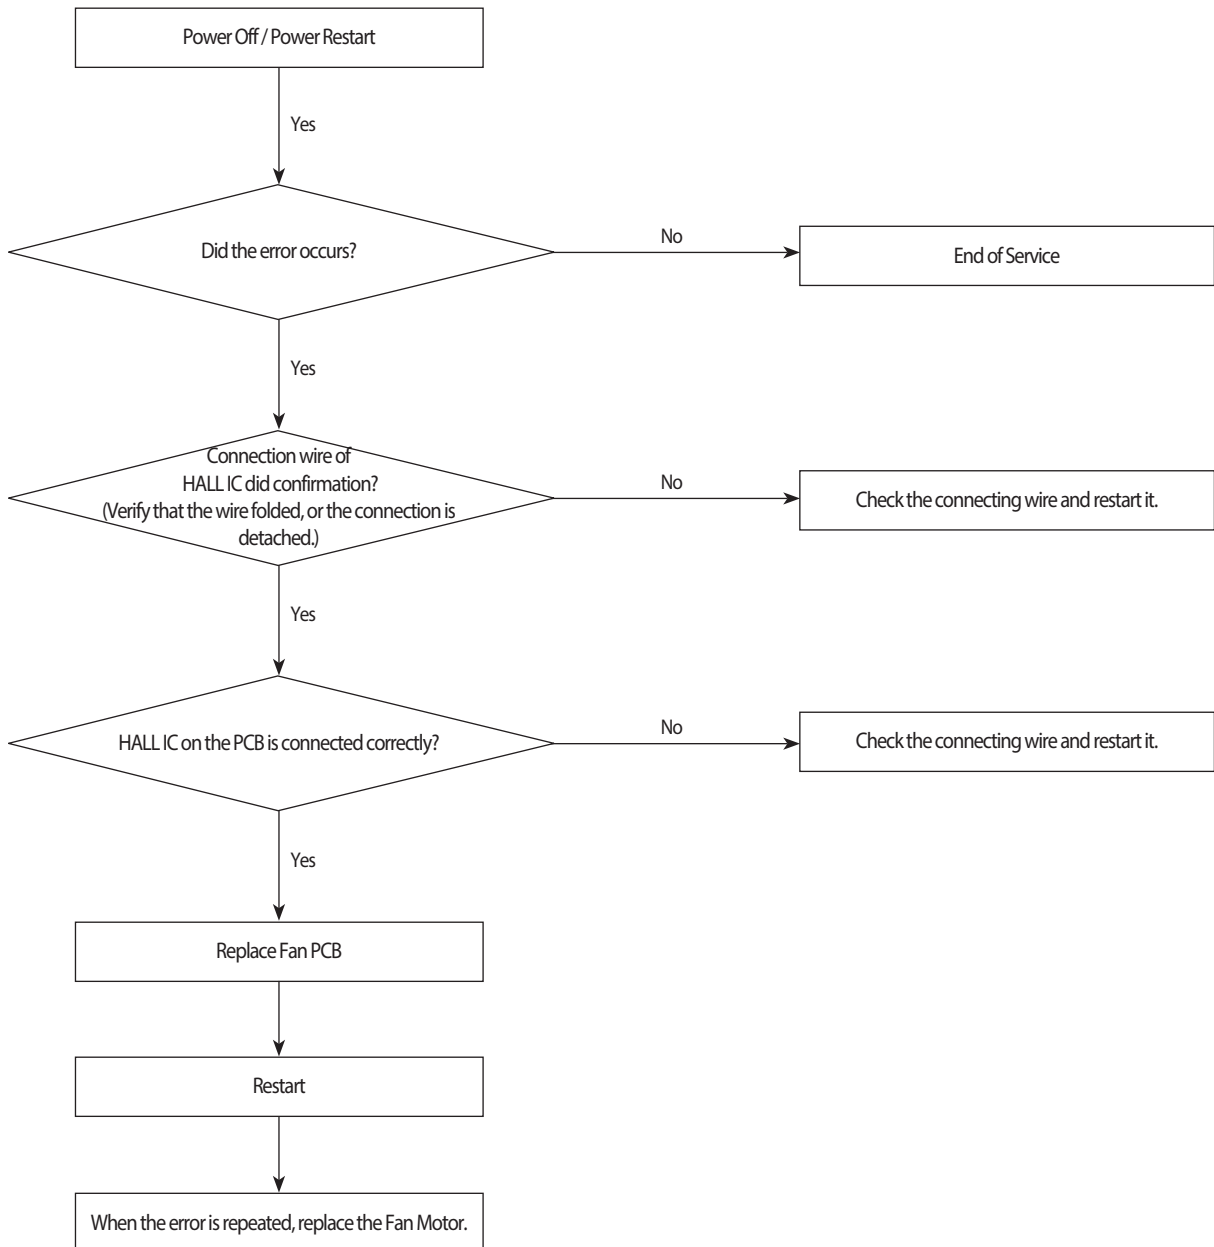 Power Off / Power Restart
Yes
Did the error occurs?
No
End of Service
Yes
Connection wire of
HALL IC did confirmation?
(Verify that the wire folded, or the connection is
detached.)
No
Check the connecting wire and restart it.
Yes
HALL IC on the PCB is connected correctly?
No
Check the connecting wire and restart it.
Yes
Replace Fan PCB
Restart
When the error is repeated, replace the Fan Motor.